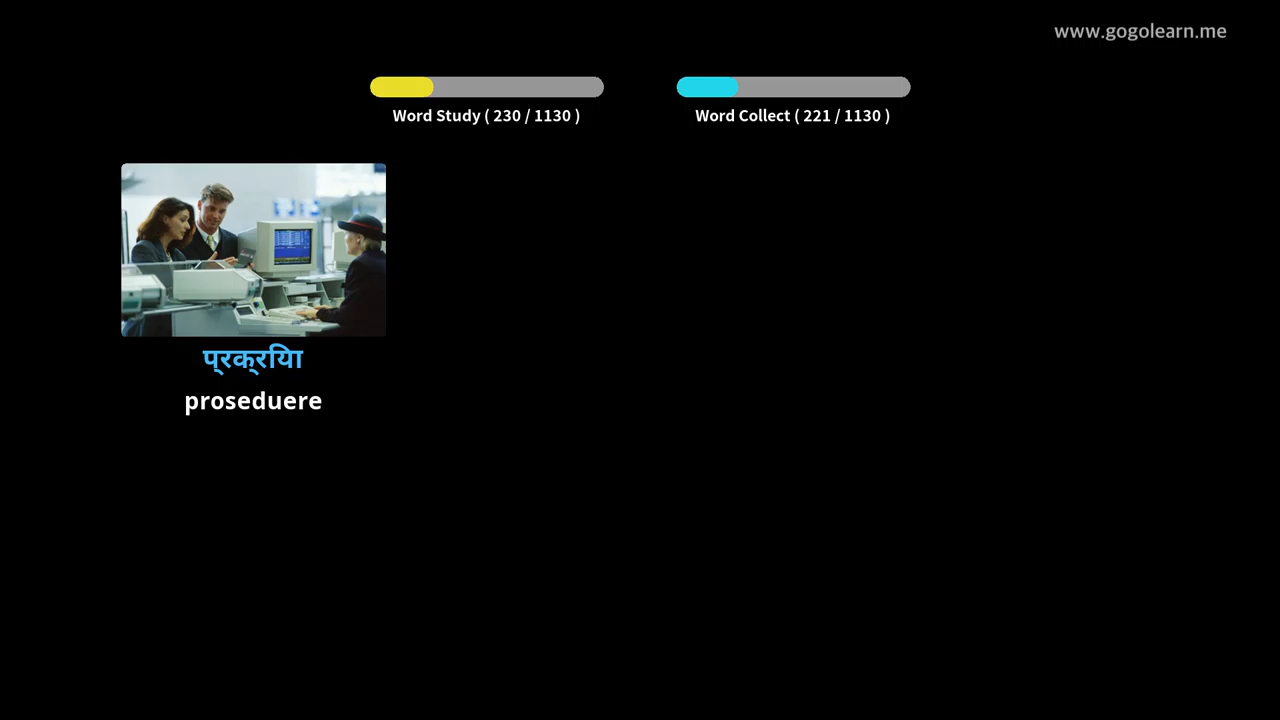 www.gogolearn.me
Word Study ( 230 / 1130 )
Word Collect ( 221 / 1130 )
प्रक्रिया
proseduere